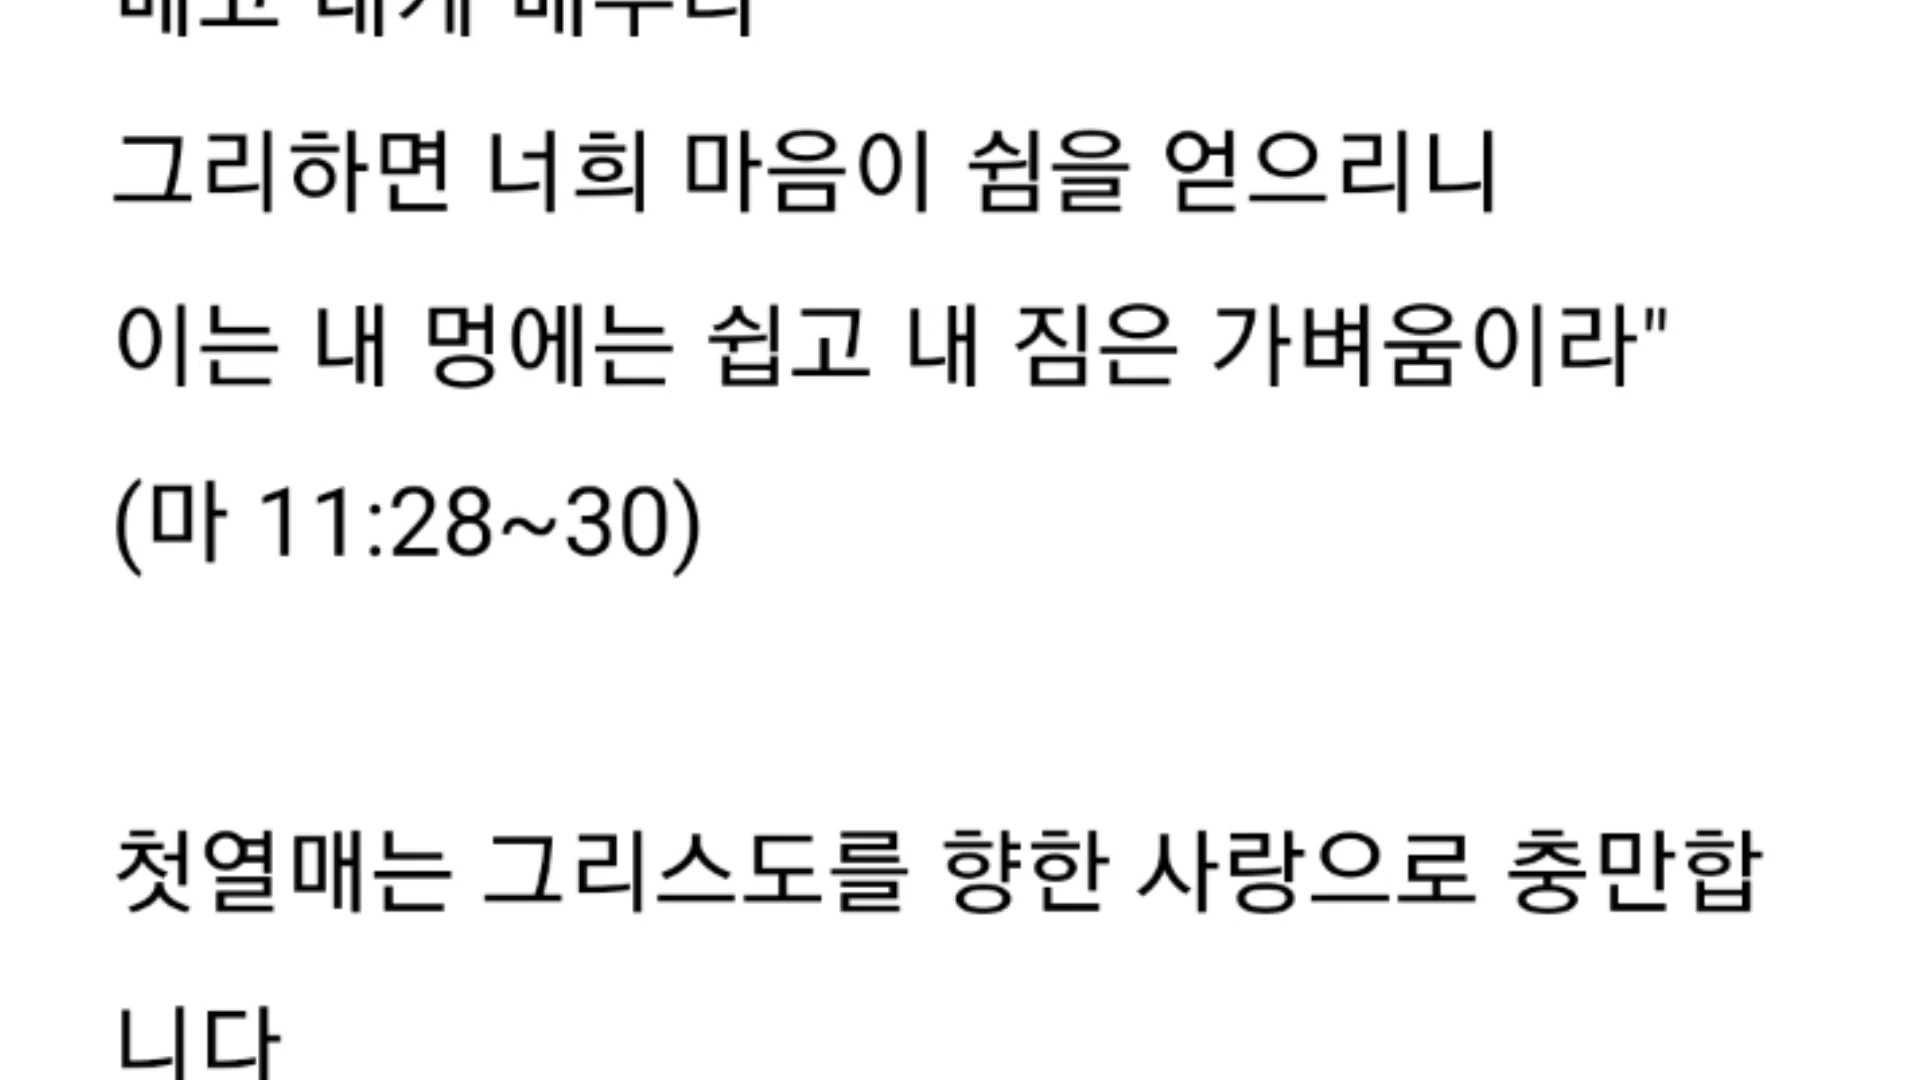 그리하면 너희 마음이 쉼을 얻으리니
이는 내 멍에는 쉽고 내 짐은 가벼움이라"
(마 11:28~30)
첫열매는 그리스도를 향한 사랑으로 충만합
니다